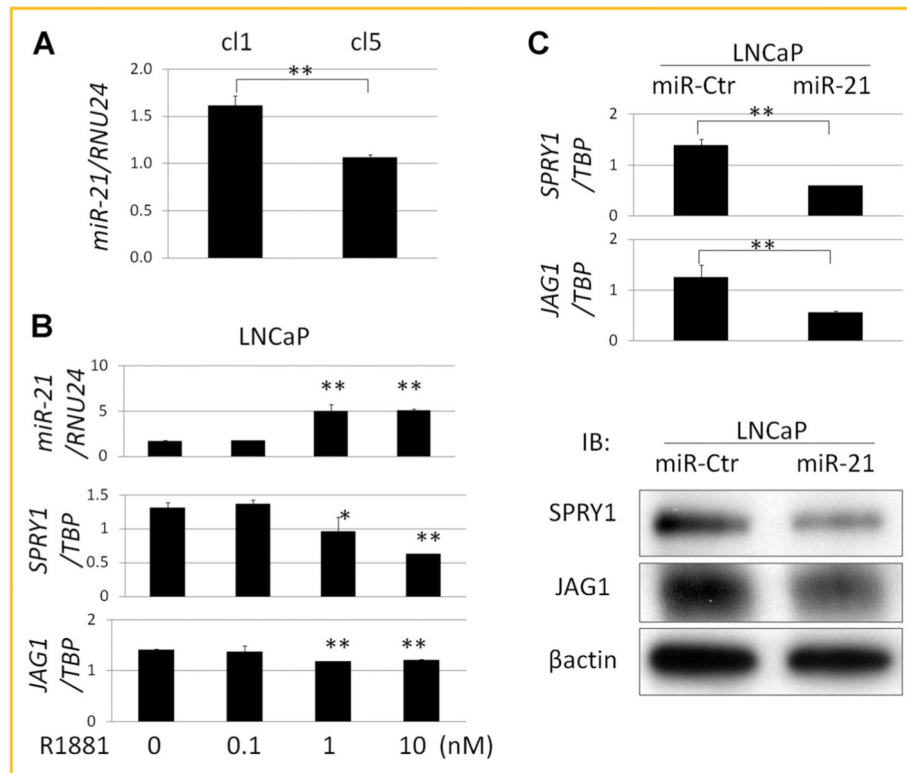 A
cl1 cl5
**
miR-21/RNU24
2.0
1.5
1.0
0.5
0.0
B
LNCaP
miR-21
/RNU24
10
5
0
** **
SPRY1
/TBP
1.5
1
0.5
0
* **
JAG1
/TBP
2
1
0
** **
R1881 0 0.1 1 10 (nM)
C
LNCaP
miR-Ctr miR-21
SPRY1
/TBP
2
1
0
**
JAG1
/TBP
2
1
0
**
IB:
LNCaP
miR-Ctr miR-21
SPRY1
JAG1
βactin